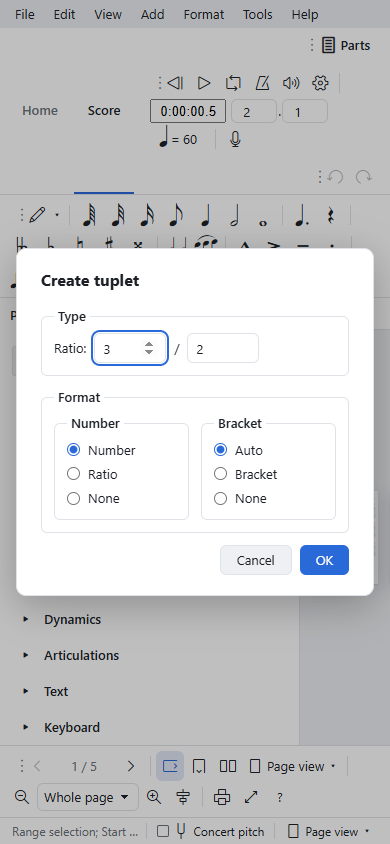 File Edit View Add Format Tools Help
Parts
Home Score 0:00:00.5 2 . 1
= 60
Create tuplet
Type
Ratio: 3 / 2
Format
Number Bracket
Number Auto
Ratio Bracket
None None
Cancel OK
Dynamics
Articulations
Text
Keyboard
1 / 5 Page view
Whole page ?
Range selection; Start ... Concert pitch Page view